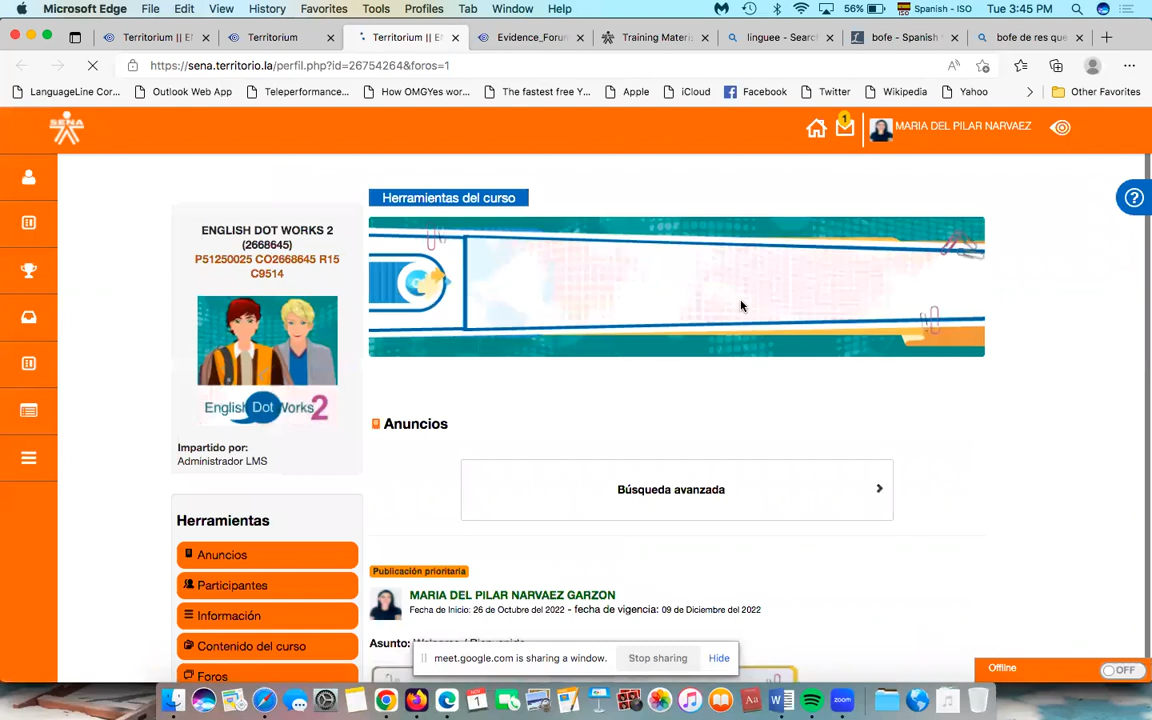 Microsoft Edge File Edit View History Favorites Tools Profiles Tab Window Help 56% Spanish - ISO Tue 3:45 PM
Territorium || E Territorium Territorium || E Evidence_Foru Training Materi linguee - Searc bofe - Spanish bofe de res que
https://sena.territorio.la/perfil.php?id=26754264&foros=1
LanguageLine Cor... Outlook Web App Teleperformance... How OMGYes wor... The fastest free Y... Apple iCloud Facebook Twitter Wikipedia Yahoo Other Favorites
SENA
1
MARIA DEL PILAR NARVAEZ
Herramientas del curso
ENGLISH DOT WORKS 2
(2668645)
P51250025 CO2668645 R15
C9514
English Dot Works 2
Impartido por:
Administrador LMS
Anuncios
Búsqueda avanzada
Herramientas
Anuncios
Participantes
Información
Contenido del curso
Foros
Publicación prioritaria
MARIA DEL PILAR NARVAEZ GARZON
Fecha de Inicio: 26 de Octubre del 2022 - fecha de vigencia: 09 de Diciembre del 2022
Asunto:
meet.google.com is sharing a window. Stop sharing Hide
Offline OFF
NOV 1
zoom